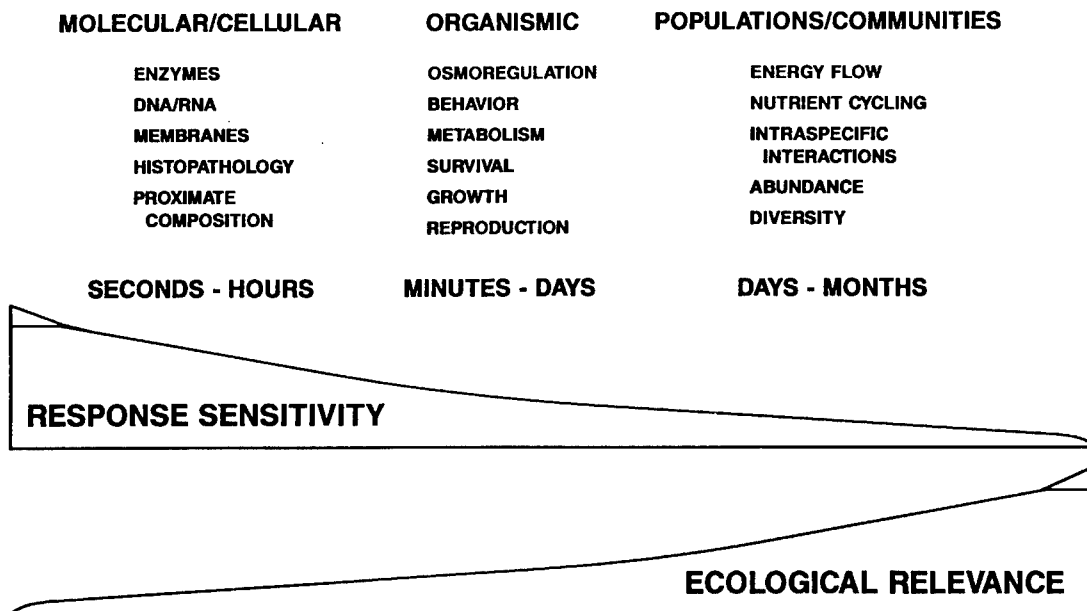 MOLECULAR/CELLULAR
ENZYMES
DNA/RNA
MEMBRANES
HISTOPATHOLOGY
PROXIMATE
COMPOSITION
SECONDS - HOURS
ORGANISMIC
OSMOREGULATION
BEHAVIOR
METABOLISM
SURVIVAL
GROWTH
REPRODUCTION
MINUTES - DAYS
POPULATIONS/COMMUNITIES
ENERGY FLOW
NUTRIENT CYCLING
INTRASPECIFIC
INTERACTIONS
ABUNDANCE
DIVERSITY
DAYS - MONTHS
RESPONSE SENSITIVITY
ECOLOGICAL RELEVANCE